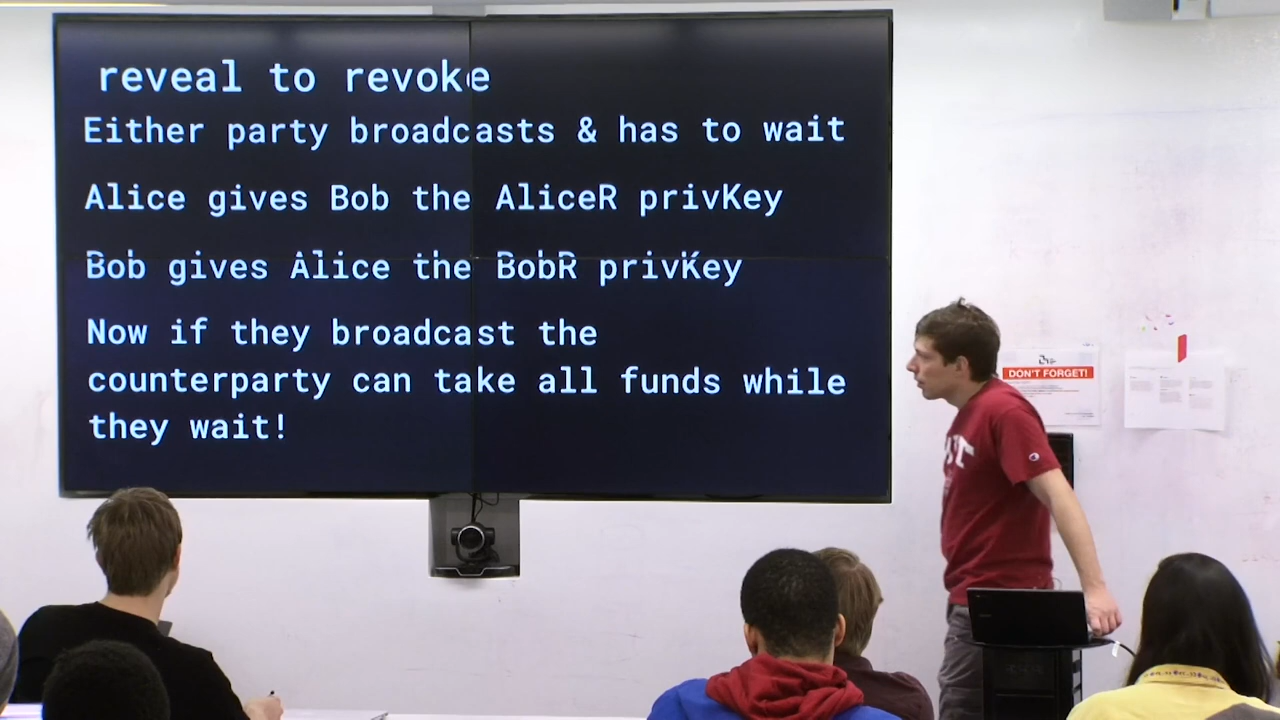 reveal to revoke
Either party broadcasts & has to wait
Alice gives Bob the AliceR privKey
Bob gives Alice the BobR privKey
Now if they broadcast the
counterparty can take all funds while
they wait!
DON'T FORGET!